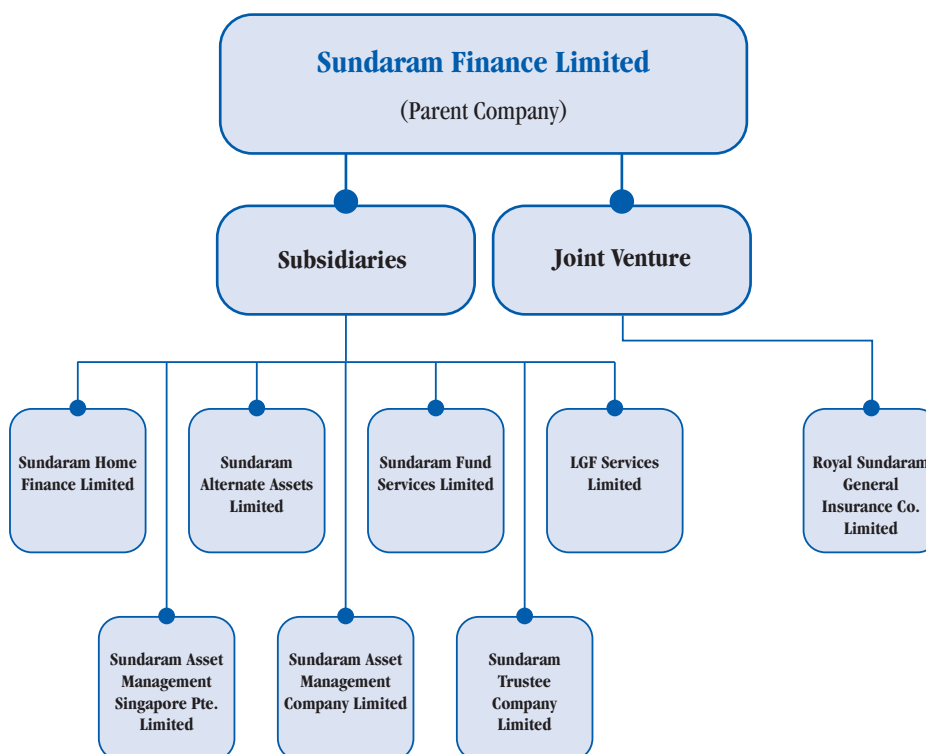 Sundaram Finance Limited
(Parent Company)
Subsidiaries
Joint Venture
Sundaram Home
Finance Limited
Sundaram
Alternate Assets
Limited
Sundaram Fund
Services Limited
LGF Services
Limited
Royal Sundaram
General
Insurance Co.
Limited
Sundaram Asset
Management
Singapore Pte.
Limited
Sundaram Asset
Management
Company Limited
Sundaram
Trustee
Company
Limited